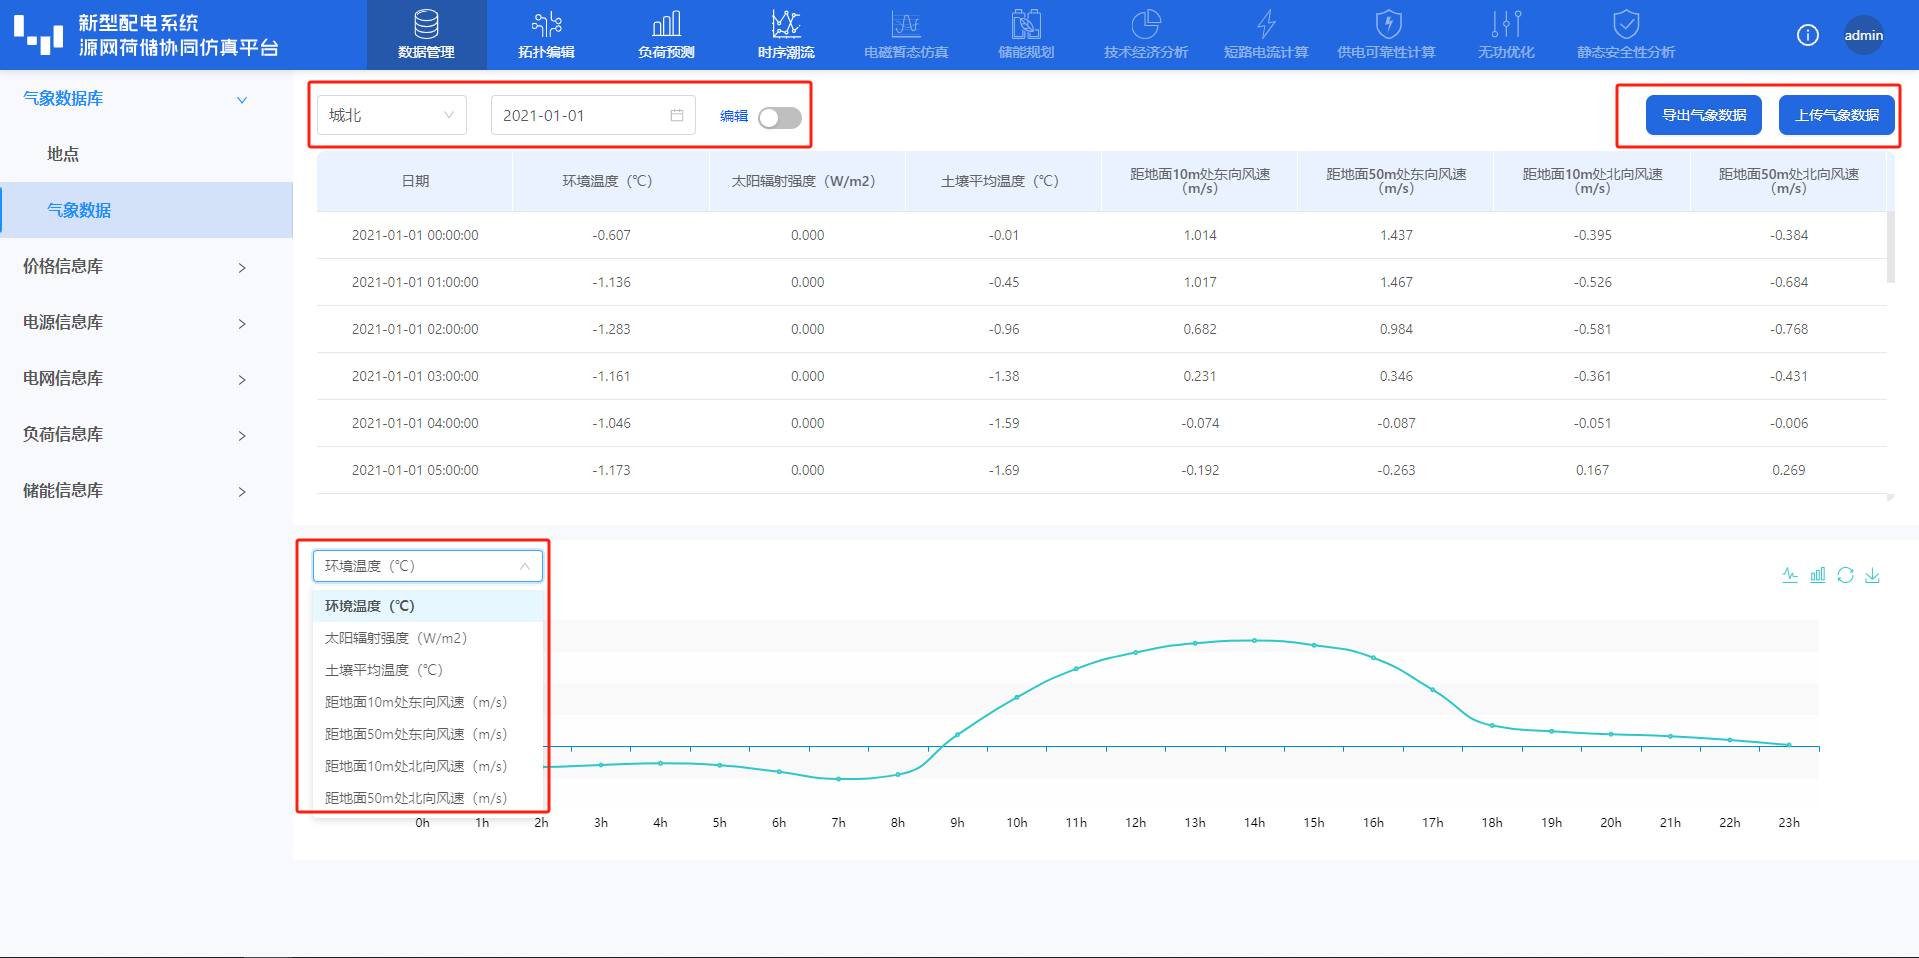 新型配电系统
源网荷储协同仿真平台
数据管理
拓扑编辑
负荷预测
时序潮流
电磁暂态仿真
储能规划
技术经济分析
短路电流计算
供电可靠性计算
无功优化
静态安全性分析
admin
气象数据库
地点
气象数据
价格信息库
电源信息库
电网信息库
负荷信息库
储能信息库
城北 2021-01-01 编辑
导出气象数据 上传气象数据
日期 环境温度（℃） 太阳辐射强度（W/m2） 土壤平均温度（℃） 距地面10m处东向风速（m/s） 距地面50m处东向风速（m/s） 距地面10m处北向风速（m/s） 距地面50m处北向风速（m/s）
2021-01-01 00:00:00 -0.607 0.000 -0.01 1.014 1.437 -0.395 -0.384
2021-01-01 01:00:00 -1.136 0.000 -0.45 1.017 1.467 -0.526 -0.684
2021-01-01 02:00:00 -1.283 0.000 -0.96 0.682 0.984 -0.581 -0.768
2021-01-01 03:00:00 -1.161 0.000 -1.38 0.231 0.346 -0.361 -0.431
2021-01-01 04:00:00 -1.046 0.000 -1.59 -0.074 -0.087 -0.051 -0.006
2021-01-01 05:00:00 -1.173 0.000 -1.69 -0.192 -0.263 0.167 0.269
环境温度（℃）
环境温度（℃）
太阳辐射强度（W/m2）
土壤平均温度（℃）
距地面10m处东向风速（m/s）
距地面50m处东向风速（m/s）
距地面10m处北向风速（m/s）
距地面50m处北向风速（m/s）
0h 1h 2h 3h 4h 5h 6h 7h 8h 9h 10h 11h 12h 13h 14h 15h 16h 17h 18h 19h 20h 21h 22h 23h